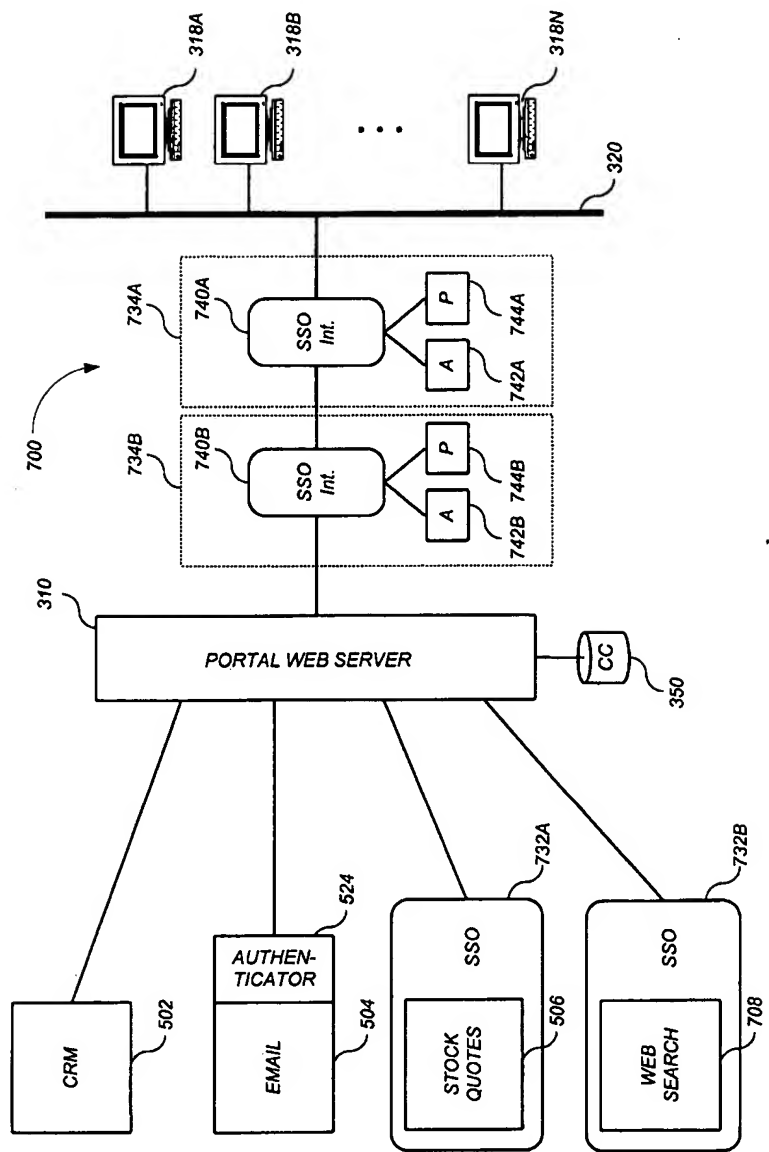 700
318A
318B
• • •
318N
320
734A
740A
SSO
Int.
A
P
742A
744A
734B
740B
SSO
Int.
A
P
742B
744B
310
PORTAL WEB SERVER
CC
350
CRM
502
AUTHEN-
TICATOR
524
EMAIL
504
SSO
732A
STOCK
QUOTES
506
SSO
732B
WEB
SEARCH
708